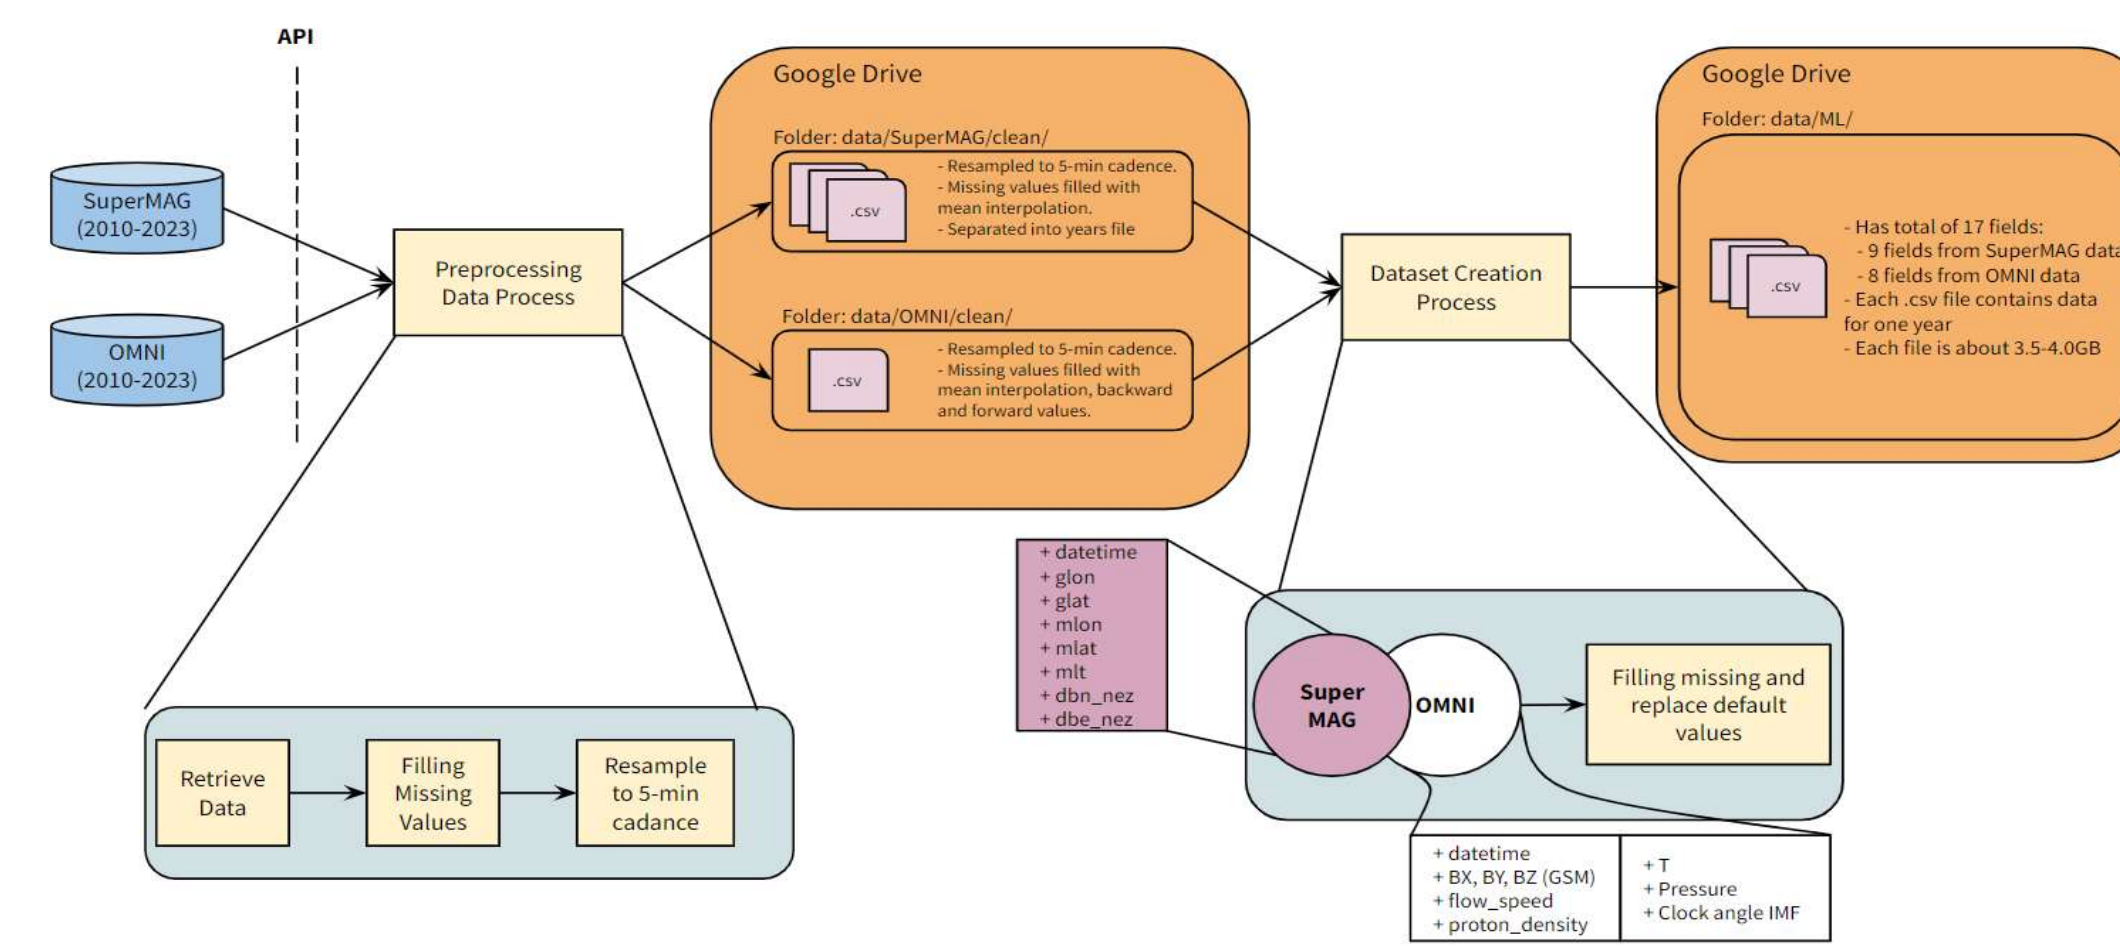 API
SuperMAG
(2010-2023)
OMNI
(2010-2023)
Preprocessing
Data Process
Google Drive
Folder: data/SuperMAG/clean/
.csv
- Resampled to 5-min cadence.
- Missing values filled with
mean interpolation.
- Separated into years file
Folder: data/OMNI/clean/
.csv
- Resampled to 5-min cadence.
- Missing values filled with
mean interpolation, backward
and forward values.
Dataset Creation
Process
Google Drive
Folder: data/ML/
.csv
- Has total of 17 fields:
- 9 fields from SuperMAG data
- 8 fields from OMNI data
- Each .csv file contains data
for one year
- Each file is about 3.5-4.0GB
Retrieve
Data
Filling
Missing
Values
Resample
to 5-min
cadance
+ datetime
+ glon
+ glat
+ mlon
+ mlat
+ mlt
+ dbn_nez
+ dbe_nez
Super
MAG
OMNI
Filling missing and
replace default
values
+ datetime
+ BX, BY, BZ (GSM)
+ flow_speed
+ proton_density
+ T
+ Pressure
+ Clock angle IMF